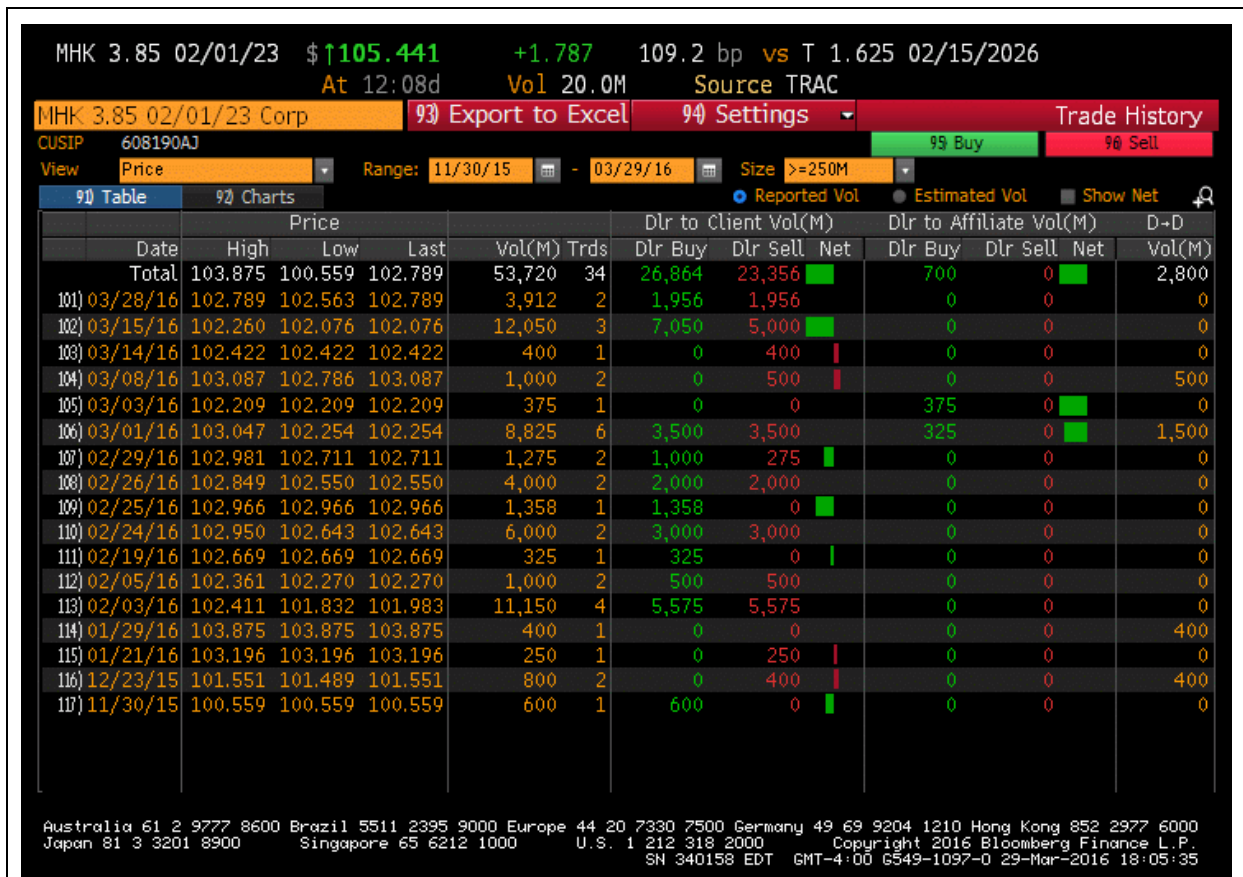 MHK 3.85 02/01/23 $↑105.441 +1.787 109.2 bp vs T 1.625 02/15/2026
At 12:08d Vol 20.0M Source TRAC
MHK 3.85 02/01/23 Corp 93) Export to Excel 94) Settings Trade History
CUSIP 608190AJ 95) Buy 96) Sell
View Price Range: 11/30/15 - 03/29/16 Size >=250M
91) Table 92) Charts Reported Vol Estimated Vol Show Net
Price Dlr to Client Vol(M) Dlr to Affiliate Vol(M) D→D
Date High Low Last Vol(M) Trds Dlr Buy Dlr Sell Net Dlr Buy Dlr Sell Net Vol(M)
Total 103.875 100.559 102.789 53,720 34 26,864 23,356 700 0 2,800
101) 03/28/16 102.789 102.563 102.789 3,912 2 1,956 1,956 0 0 0
102) 03/15/16 102.260 102.076 102.076 12,050 3 7,050 5,000 0 0 0
103) 03/14/16 102.422 102.422 102.422 400 1 0 400 0 0 0
104) 03/08/16 103.087 102.786 103.087 1,000 2 0 500 0 0 500
105) 03/03/16 102.209 102.209 102.209 375 1 0 0 375 0 0
106) 03/01/16 103.047 102.254 102.254 8,825 6 3,500 3,500 325 0 1,500
107) 02/29/16 102.981 102.711 102.711 1,275 2 1,000 275 0 0 0
108) 02/26/16 102.849 102.550 102.550 4,000 2 2,000 2,000 0 0 0
109) 02/25/16 102.966 102.966 102.966 1,358 1 1,358 0 0 0 0
110) 02/24/16 102.950 102.643 102.643 6,000 2 3,000 3,000 0 0 0
111) 02/19/16 102.669 102.669 102.669 325 1 325 0 0 0 0
112) 02/05/16 102.361 102.270 102.270 1,000 2 500 500 0 0 0
113) 02/03/16 102.411 101.832 101.983 11,150 4 5,575 5,575 0 0 0
114) 01/29/16 103.875 103.875 103.875 400 1 0 0 0 0 400
115) 01/21/16 103.196 103.196 103.196 250 1 0 250 0 0 0
116) 12/23/15 101.551 101.489 101.551 800 2 0 400 0 0 400
117) 11/30/15 100.559 100.559 100.559 600 1 600 0 0 0 0
Australia 61 2 9777 8600 Brazil 5511 2395 9000 Europe 44 20 7330 7500 Germany 49 69 9204 1210 Hong Kong 852 2977 6000
Japan 81 3 3201 8900 Singapore 65 6212 1000 U.S. 1 212 318 2000 Copyright 2016 Bloomberg Finance L.P.
SN 340158 EDT GMT-4:00 G549-1097-0 29-Mar-2016 18:05:35